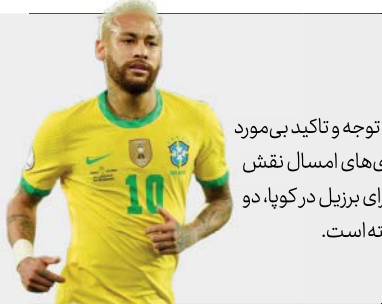 توجه و تاکید بی‌مورد
ی‌های امسال نقش
رای برزیل در کوپا، دو
ته است.
10